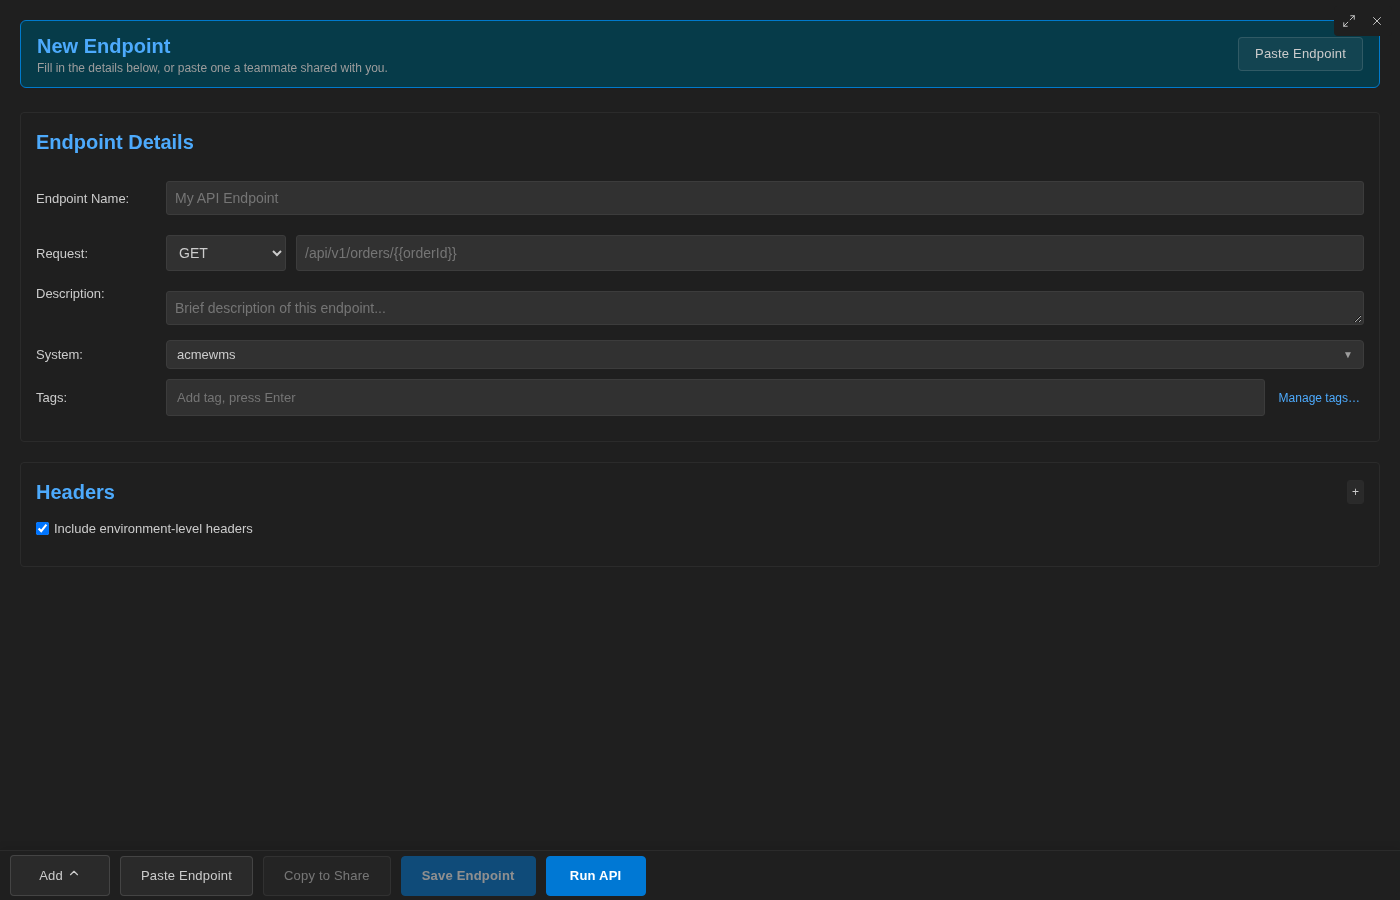 New Endpoint
Fill in the details below, or paste one a teammate shared with you.
Paste Endpoint
Endpoint Details
Endpoint Name:
My API Endpoint
Request:
GET
/api/v1/orders/{{orderId}}
Description:
Brief description of this endpoint...
System:
acmewms
Tags:
Add tag, press Enter
Manage tags…
Headers
+
Include environment-level headers
Add
Paste Endpoint
Copy to Share
Save Endpoint
Run API